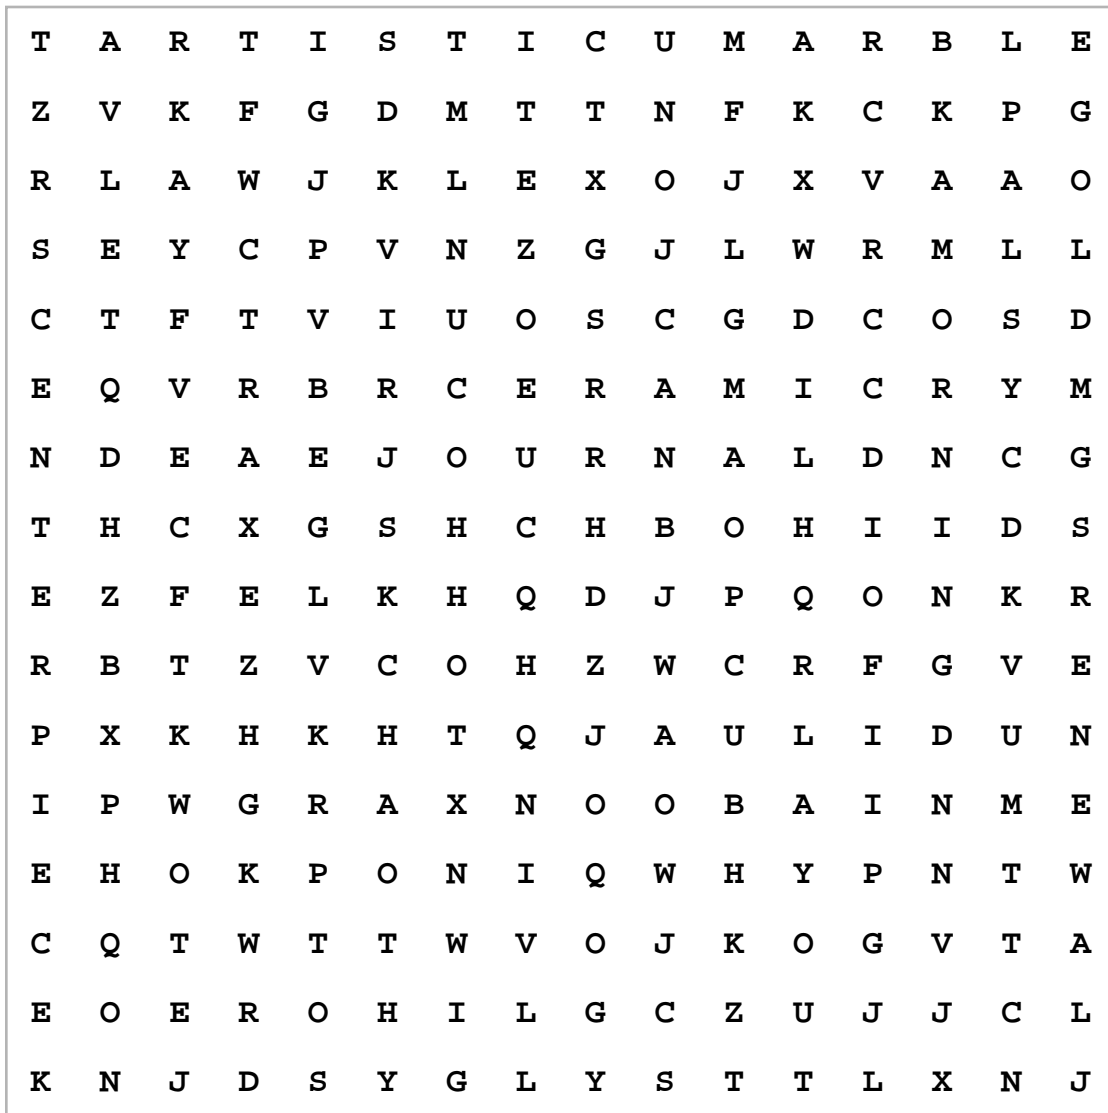 T A R T I S T I C U M A R B L E
Z V K F G D M T T N F K C K P G
R L A W J K L E X O J X V A A O
S E Y C P V N Z G J L W R M L L
C T F T V I U O S C G D C O S D
E Q V R B R C E R A M I C R Y M
N D E A E J O U R N A L D N C G
T H C X G S H C H B O H I I D S
E Z F E L K H Q D J P Q O N K R
R B T Z V C O H Z W C R F G V E
P X K H K H T Q J A U L I D U N
I P W G R A X N O O B A I N M E
E H O K P O N I Q W H Y P N T W
C Q T W T T W V O J K O G V T A
E O E R O H I L G C Z U J J C L
K N J D S Y G L Y S T T L X N J